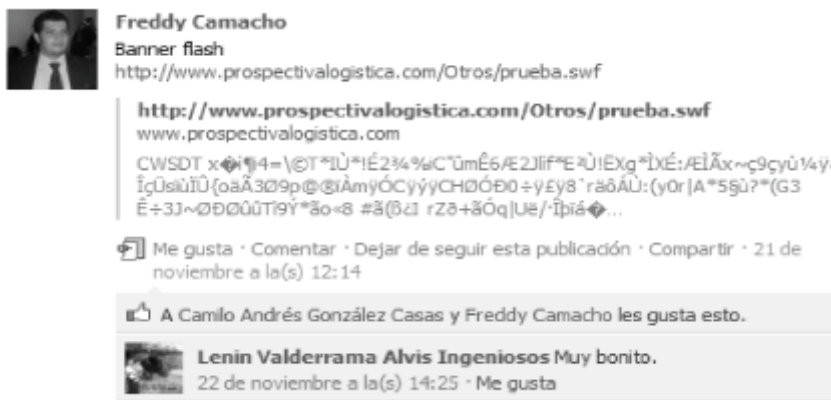 Freddy Camacho
Banner flash
http://www.prospectivalogistica.com/Otros/prueba.swf
http://www.prospectivalogistica.com/Otros/prueba.swf
www.prospectivalogistica.com
Me gusta · Comentar · Dejar de seguir esta publicación · Compartir · 21 de
noviembre a la(s) 12:14
A Camilo Andrés González Casas y Freddy Camacho les gusta esto.
Lenin Valderrama Alvis Ingeniosos Muy bonito.
22 de noviembre a la(s) 14:25 · Me gusta